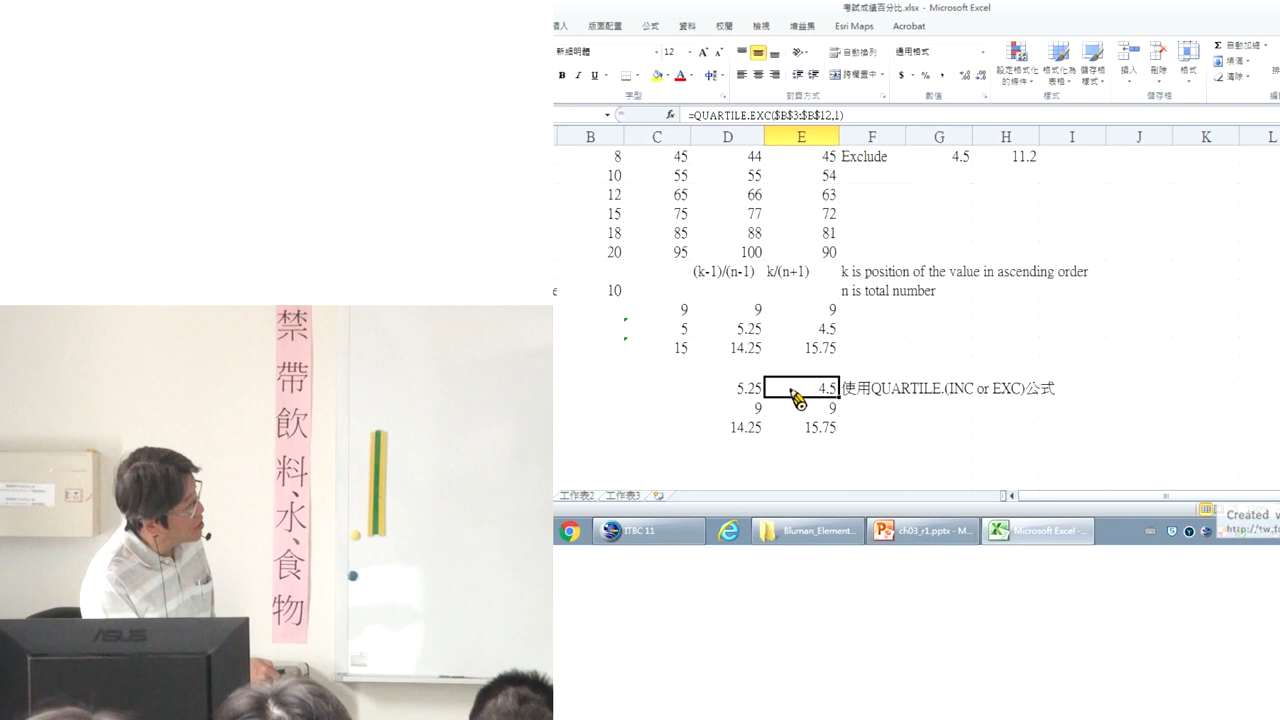 考試成績百分比.xlsx - Microsoft Excel
插入 版面配置 公式 資料 校閱 檢視 增益集 Esri Maps Acrobat
新細明體 12 A A 自動換列 通用格式 Σ 自動加總
B I U A 跨欄置中 $ % , 設定格式化的條件 格式化為表格 儲存格樣式 插入 刪除 格式 填滿 清除
字型 對齊方式 數值 樣式 儲存格
fx =QUARTILE.EXC($B$3:$B$12,1)
B C D E F G H I J K L
8 45 44 45 Exclude 4.5 11.2
10 55 55 54
12 65 66 63
15 75 77 72
18 85 88 81
20 95 100 90
(k-1)/(n-1) k/(n+1) k is position of the value in ascending order
e 10 n is total number
9 9 9
5 5.25 4.5
15 14.25 15.75
5.25 4.5 使用QUARTILE.(INC or EXC)公式
9 9
14.25 15.75
工作表2 工作表3
ITBC 11 Bluman_Element... ch03_r1.pptx - M... Microsoft Excel -...
Created w
http://tw.fo
禁帶飲料、水、食物
ASUS